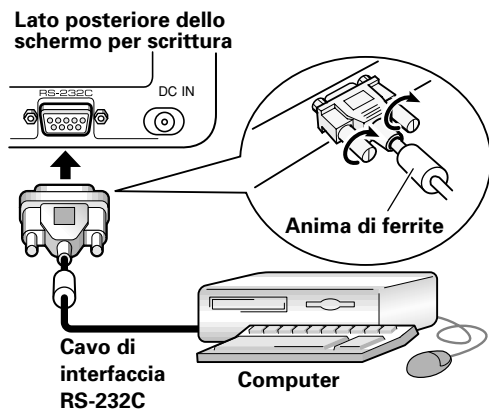 Lato posteriore dello
schermo per scrittura
RS-232C
DC IN
Anima di ferrite
Cavo di
interfaccia
RS-232C
Computer